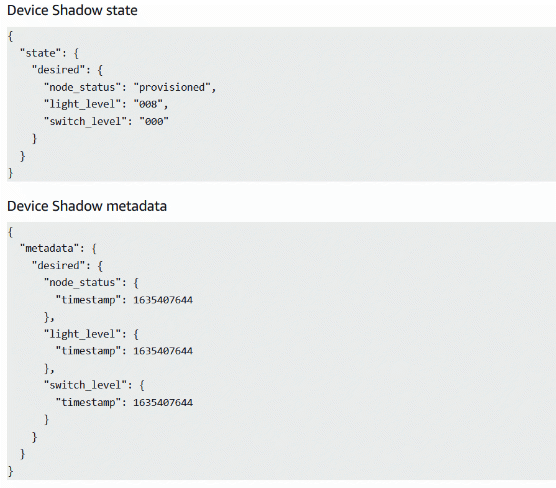 Device Shadow state
{
  "state": {
    "desired": {
      "node_status": "provisioned",
      "light_level": "008",
      "switch_level": "000"
    }
  }
}
Device Shadow metadata
{
  "metadata": {
    "desired": {
      "node_status": {
        "timestamp": 1635407644
      },
      "light_level": {
        "timestamp": 1635407644
      },
      "switch_level": {
        "timestamp": 1635407644
      }
    }
  }
}